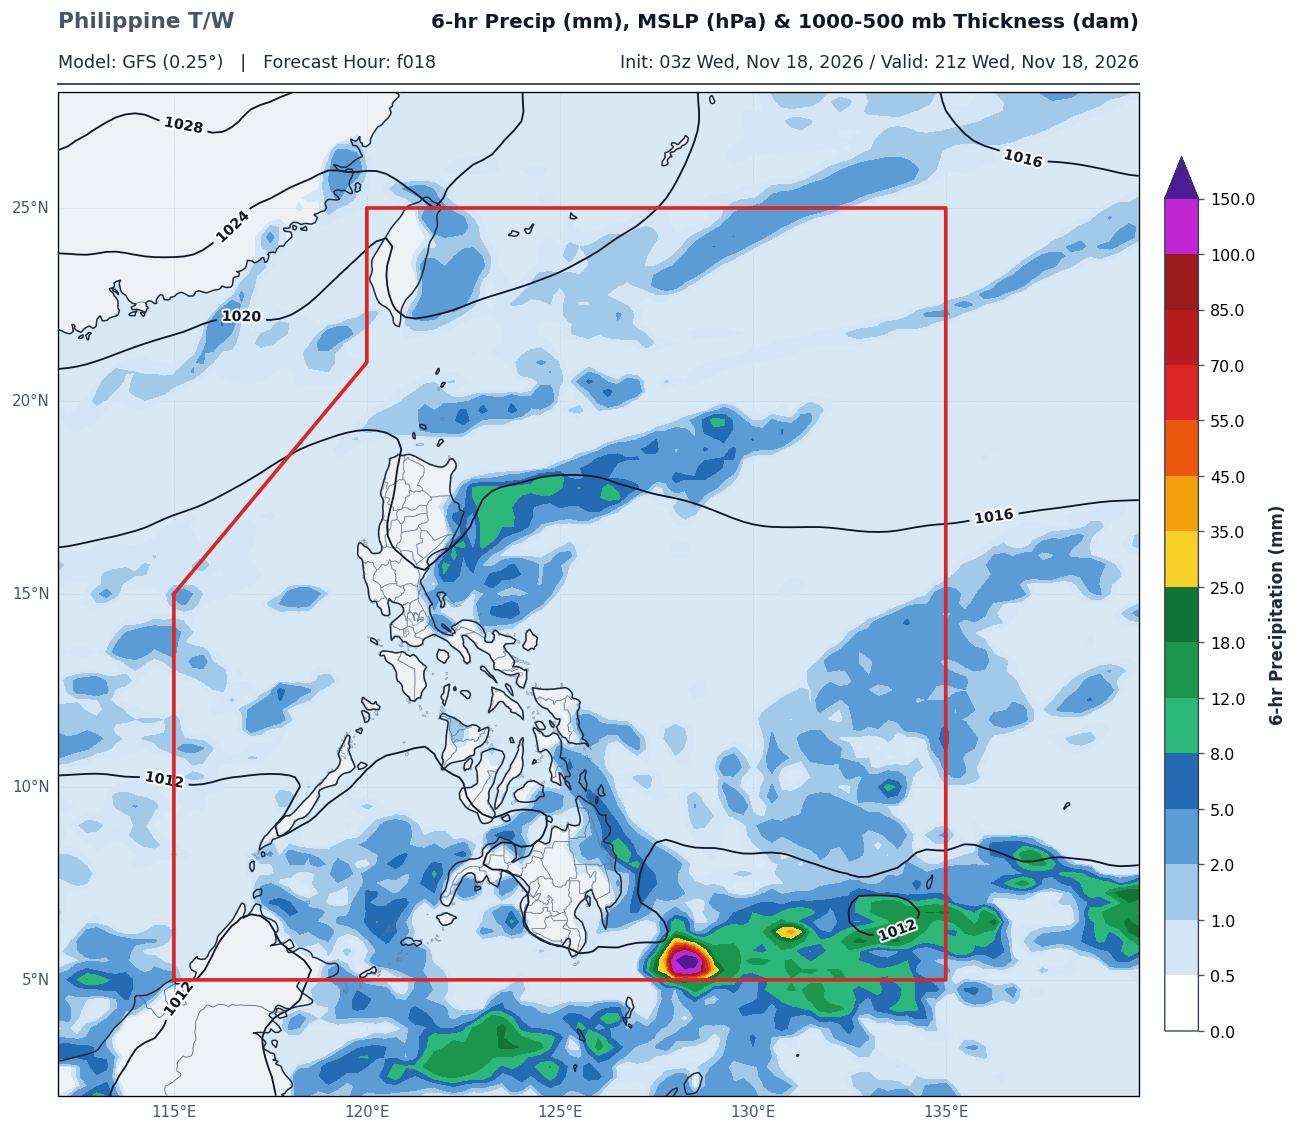 Philippine T/W
6-hr Precip (mm), MSLP (hPa) & 1000-500 mb Thickness (dam)
Model: GFS (0.25°) | Forecast Hour: f018
Init: 03z Wed, Nov 18, 2026 / Valid: 21z Wed, Nov 18, 2026
1028
1016
1024
1020
1016
1012
1012
1012
25°N
20°N
15°N
10°N
5°N
115°E
120°E
125°E
130°E
135°E
150.0
100.0
85.0
70.0
55.0
45.0
35.0
25.0
18.0
12.0
8.0
5.0
2.0
1.0
0.5
0.0
6-hr Precipitation (mm)